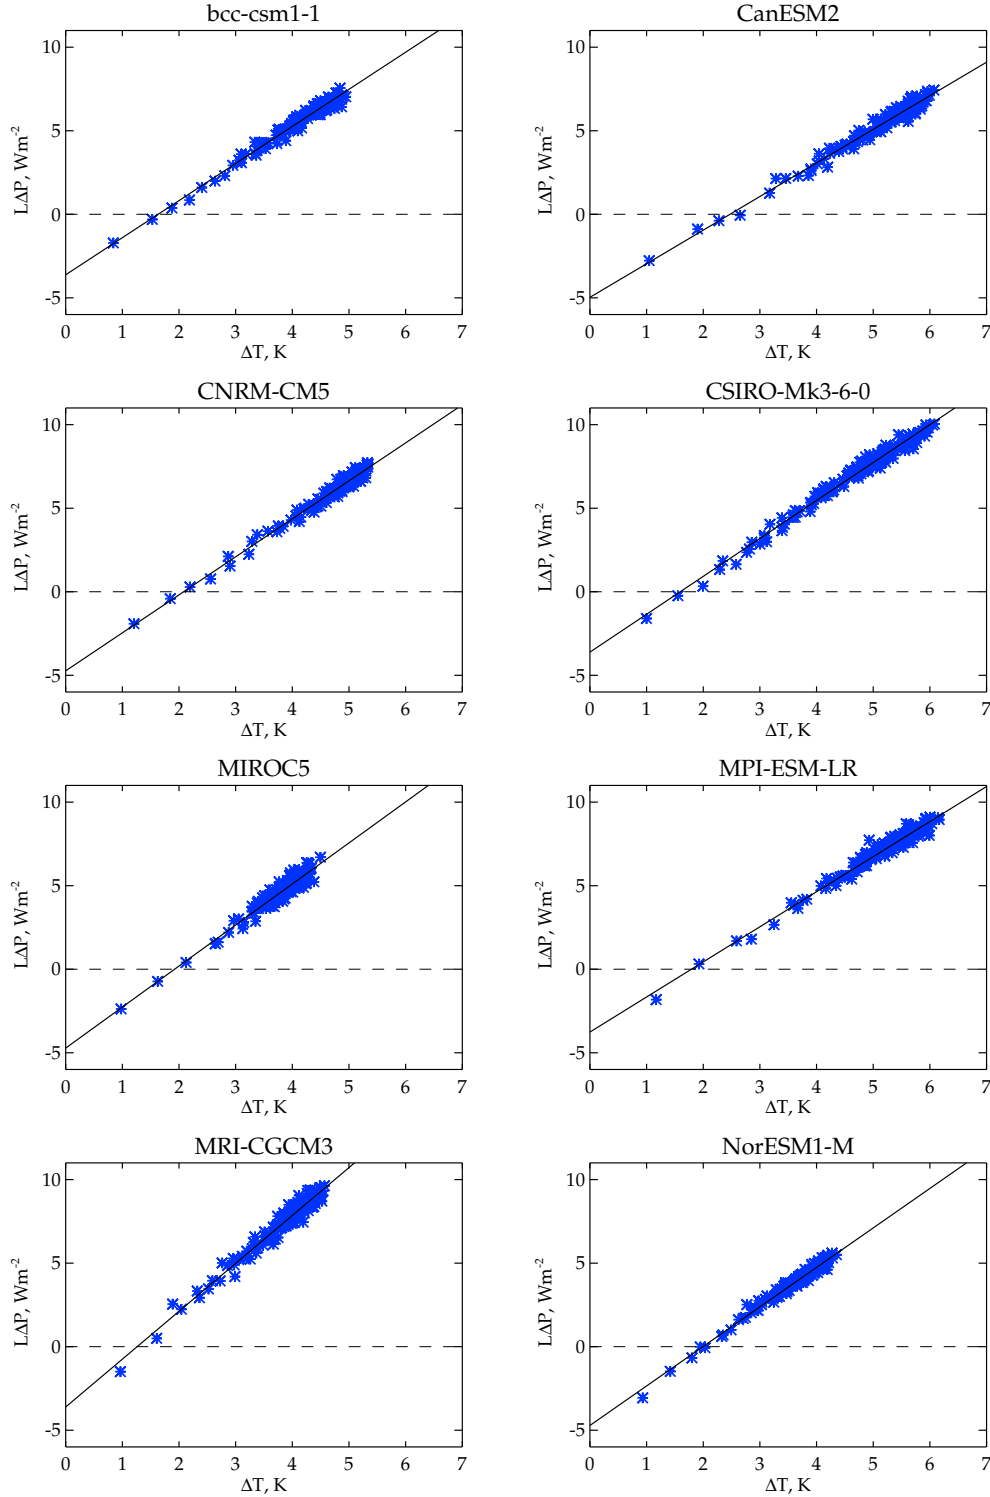 bcc-csm1-1
CanESM2
10
5
0
-5
LΔP, Wm-2
0 1 2 3 4 5 6 7
ΔT, K
10
5
0
-5
LΔP, Wm-2
0 1 2 3 4 5 6 7
ΔT, K
CNRM-CM5
CSIRO-Mk3-6-0
10
5
0
-5
LΔP, Wm-2
0 1 2 3 4 5 6 7
ΔT, K
10
5
0
-5
LΔP, Wm-2
0 1 2 3 4 5 6 7
ΔT, K
MIROC5
MPI-ESM-LR
10
5
0
-5
LΔP, Wm-2
0 1 2 3 4 5 6 7
ΔT, K
10
5
0
-5
LΔP, Wm-2
0 1 2 3 4 5 6 7
ΔT, K
MRI-CGCM3
NorESM1-M
10
5
0
-5
LΔP, Wm-2
0 1 2 3 4 5 6 7
ΔT, K
10
5
0
-5
LΔP, Wm-2
0 1 2 3 4 5 6 7
ΔT, K